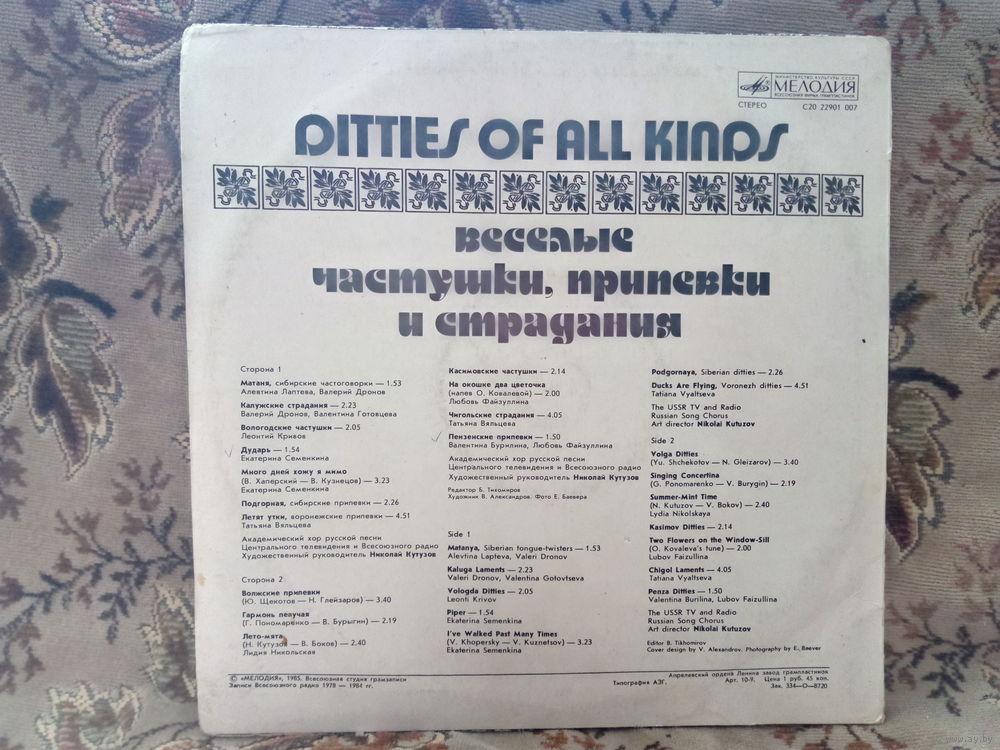 МИНИСТЕРСТВО КУЛЬТУРЫ СССР
МЕЛОДИЯ
ВСЕСОЮЗНАЯ ФИРМА ГРАМПЛАСТИНОК
СТЕРЕО
С20 22901 007
DITTIES OF ALL KINDS
веселые
частушки, припевки
и страдания
Сторона 1
Матаня, сибирские частоговорки — 1.53
Алевтина Лаптева, Валерий Дронов
Калужские страдания — 2.23
Валерий Дронов, Валентина Готовцева
Вологодские частушки — 2.05
Леонтий Кривов
Дударь — 1.54
Екатерина Семенкина
Много дней хожу я мимо
(В. Хаперский — В. Кузнецов) — 3.23
Екатерина Семенкина
Подгорная, сибирские припевки — 2.26
Летят утки, воронежские припевки — 4.51
Татьяна Вяльцева
Академический хор русской песни
Центрального телевидения и Всесоюзного радио
Художественный руководитель Николай Кутузов
Сторона 2
Волжские припевки
(Ю. Щекотов — Н. Глейзаров) — 3.40
Гармонь певучая
(Г. Пономаренко — В. Бурыгин) — 2.19
Лето-мята
(Н. Кутузов — В. Боков) — 2.40
Лидия Никольская
Касимовские частушки — 2.14
На окошке два цветочка
(напев О. Ковалевой) — 2.00
Любовь Файзуллина
Чигольские страдания — 4.05
Татьяна Вяльцева
Пензенские припевки — 1.50
Валентина Бурилина, Любовь Файзуллина
Академический хор русской песни
Центрального телевидения и Всесоюзного радио
Художественный руководитель Николай Кутузов
Редактор Б. Тихомиров
Художник В. Александров. Фото Е. Баевера
Side 1
Matanya, Siberian tongue-twisters — 1.53
Alevtina Lapteva, Valeri Dronov
Kaluga Laments — 2.23
Valeri Dronov, Valentina Gotovtseva
Vologda Ditties — 2.05
Leonti Krivov
Piper — 1.54
Ekaterina Semenkina
I've Walked Past Many Times
(V. Khopersky — V. Kuznetsov) — 3.23
Ekaterina Semenkina
Podgornaya, Siberian ditties — 2.26
Ducks Are Flying, Voronezh ditties — 4.51
Tatiana Vyaltseva
The USSR TV and Radio
Russian Song Chorus
Art director Nikolai Kutuzov
Side 2
Volga Ditties
(Yu. Shchekotov — N. Gleizarov) — 3.40
Singing Concertina
(G. Ponomarenko — V. Burygin) — 2.19
Summer-Mint Time
(N. Kutuzov — V. Bokov) — 2.40
Lydia Nikolskaya
Kasimov Ditties — 2.14
Two Flowers on the Window-Sill
(O. Kovaleva's tune) — 2.00
Lubov Faizullina
Chigol Laments — 4.05
Tatiana Vyaltseva
Penza Ditties — 1.50
Valentina Burilina, Lubov Faizullina
The USSR TV and Radio
Russian Song Chorus
Art director Nikolai Kutuzov
Editor B. Tikhomirov
Cover design by V. Alexandrov. Photography by E. Baever
© «МЕЛОДИЯ», 1985. Всесоюзная студия грамзаписи
Записи Всесоюзного радио 1978 — 1984 гг.
Типография АЗГ.
Апрелевский ордена Ленина завод грампластинок
Арт. 10-9. Цена 1 руб. 45 коп.
Зак. 334—О—8720
www.ay.by